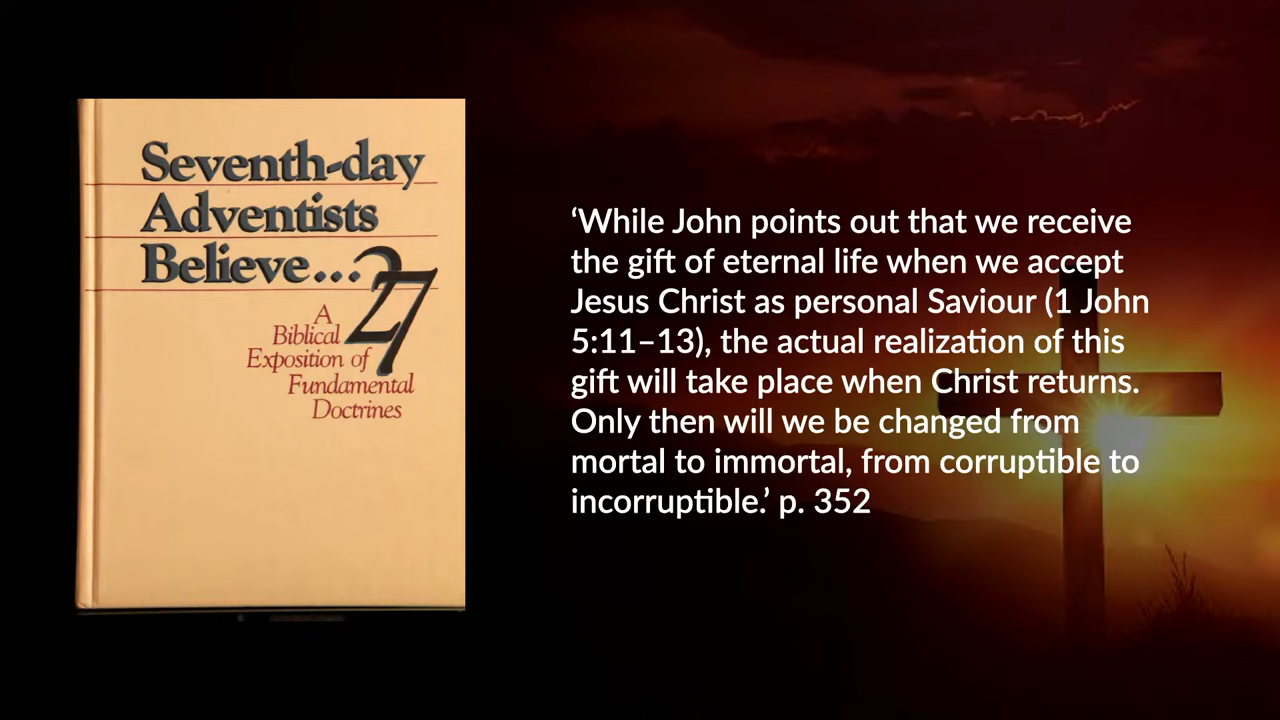 Seventh-day
Adventists
Believe...
27
A
Biblical
Exposition of
Fundamental
Doctrines
‘While John points out that we receive
the gift of eternal life when we accept
Jesus Christ as personal Saviour (1 John
5:11–13), the actual realization of this
gift will take place when Christ returns.
Only then will we be changed from
mortal to immortal, from corruptible to
incorruptible.’ p. 352